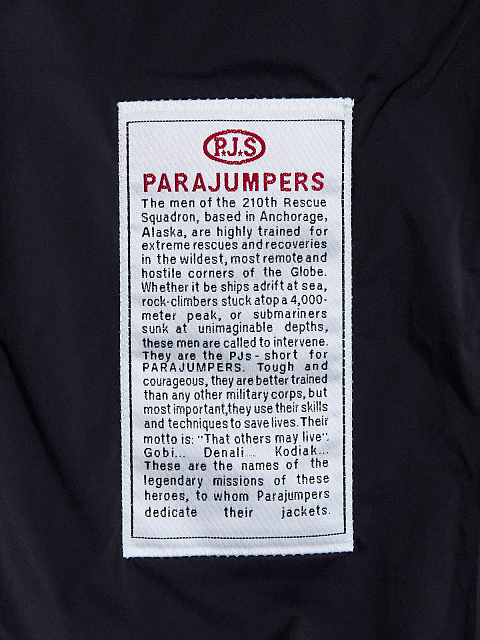 P.J.S
PARAJUMPERS
The men of the 210th Rescue
Squadron, based in Anchorage,
Alaska, are highly trained for
extreme rescues and recoveries
in the wildest, most remote and
hostile corners of the Globe.
Whether it be ships adrift at sea,
rock-climbers stuck atop a 4,000-
meter peak, or submariners
sunk at unimaginable depths,
these men are called to intervene.
They are the PJs - short for
PARAJUMPERS. Tough and
courageous, they are better trained
than any other military corps, but
most important, they use their skills
and techniques to save lives. Their
motto is: "That others may live".
Gobi... Denali.... Kodiak...
These are the names of the
legendary missions of these
heroes, to whom Parajumpers
dedicate their jackets.